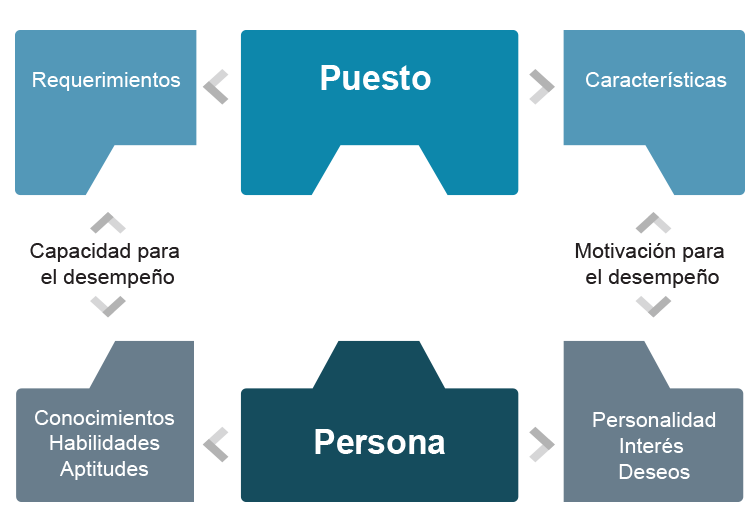 Requerimientos
Puesto
Características
Capacidad para
el desempeño
Motivación para
el desempeño
Conocimientos
Habilidades
Aptitudes
Persona
Personalidad
Interés
Deseos